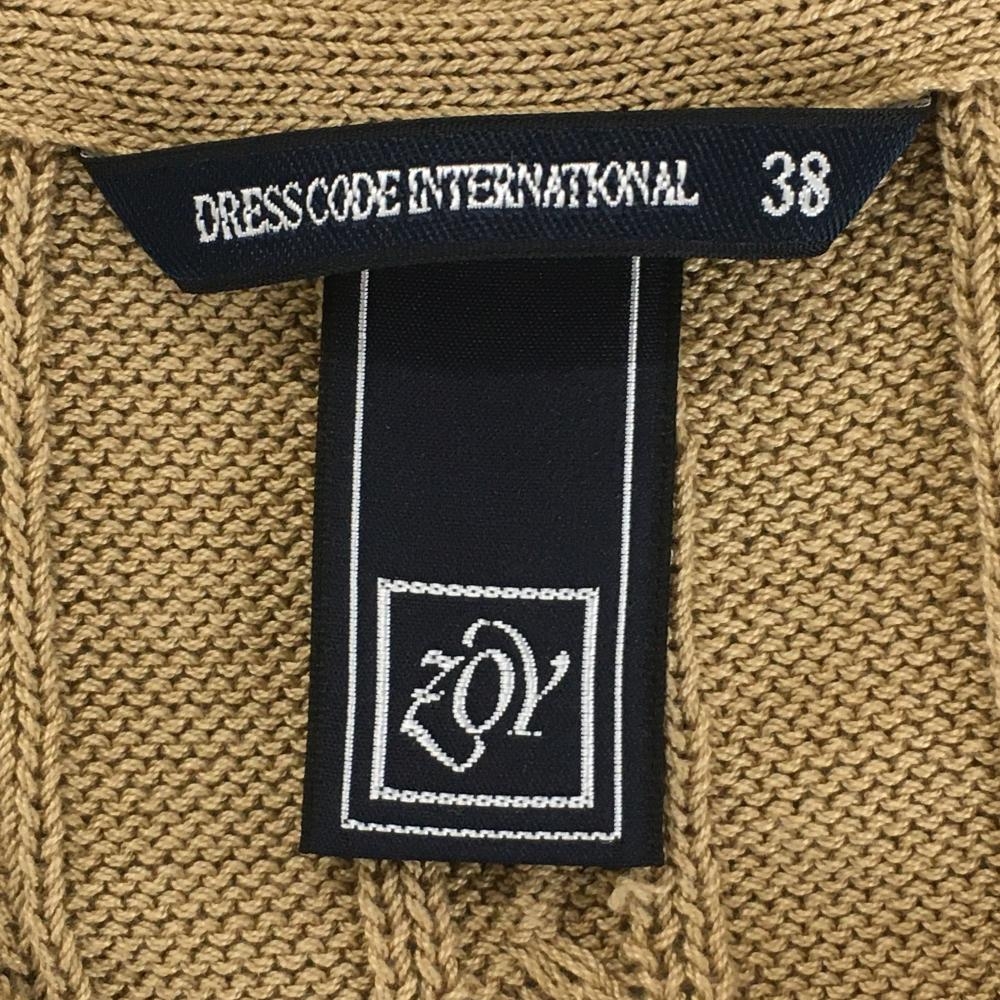 DRESS CODE INTERNATIONAL 38
ZOY